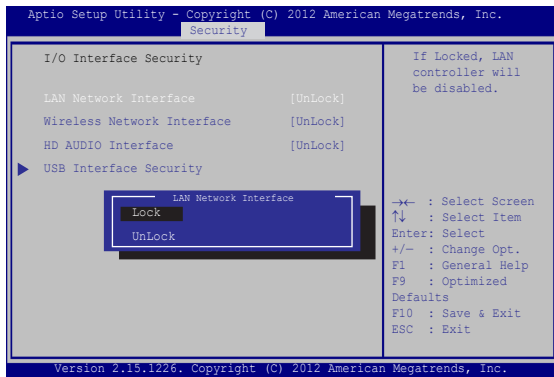 Aptio Setup Utility - Copyright (C) 2012 American Megatrends, Inc.
Security
I/O Interface Security
LAN Network Interface [UnLock]
Wireless Network Interface [UnLock]
HD AUDIO Interface [UnLock]
USB Interface Security
LAN Network Interface
Lock
UnLock
If Locked, LAN
controller will
be disabled.
→← : Select Screen
↑↓ : Select Item
Enter: Select
+/— : Change Opt.
F1 : General Help
F9 : Optimized
Defaults
F10 : Save & Exit
ESC : Exit
Version 2.15.1226. Copyright (C) 2012 American Megatrends, Inc.